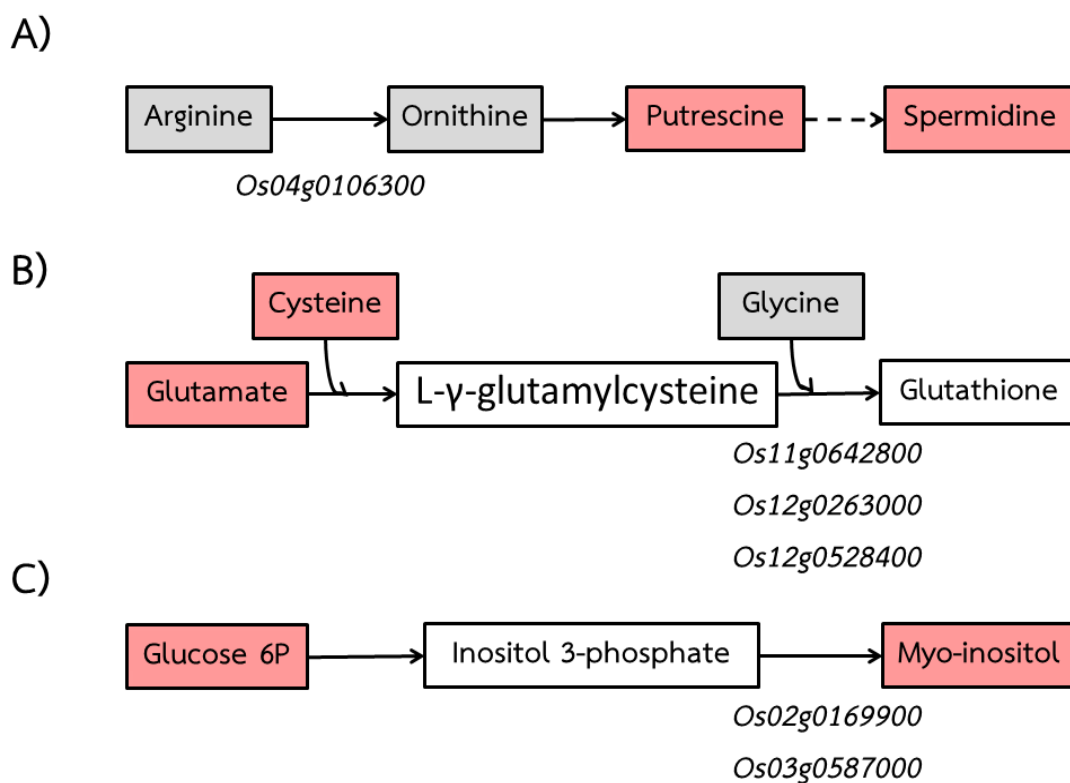 A)
Arginine
Ornithine
Putrescine
Spermidine
Os04g0106300
B)
Cysteine
Glycine
Glutamate
L-γ-glutamylcysteine
Glutathione
Os11g0642800
Os12g0263000
Os12g0528400
C)
Glucose 6P
Inositol 3-phosphate
Myo-inositol
Os02g0169900
Os03g0587000